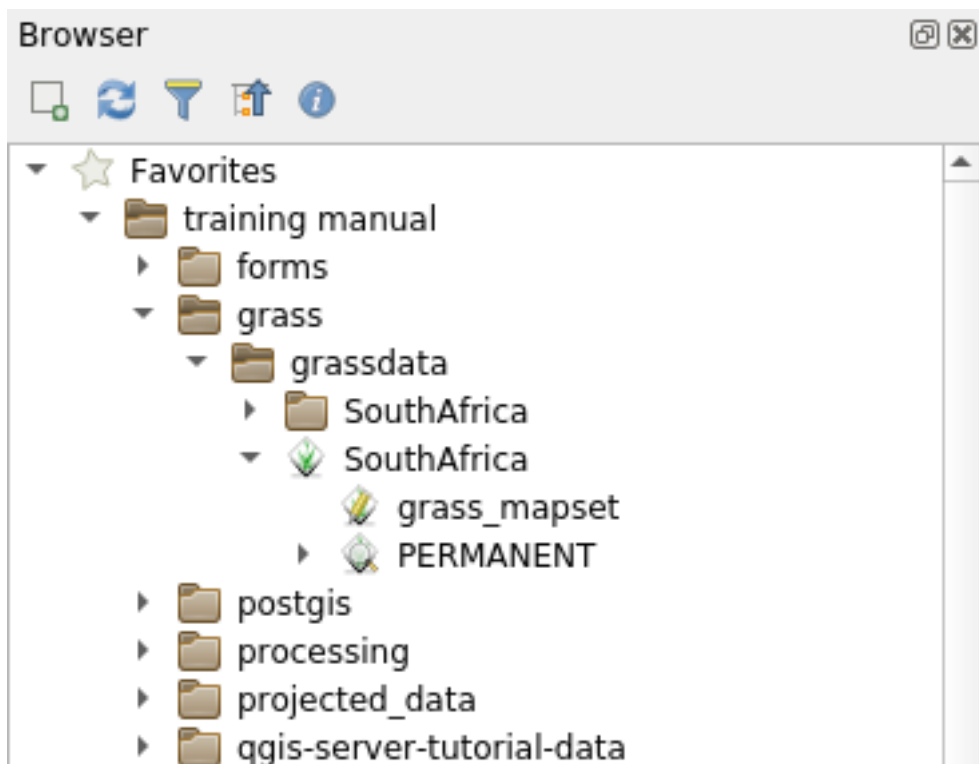 Browser
Favorites
training manual
forms
grass
grassdata
SouthAfrica
SouthAfrica
grass_mapset
PERMANENT
postgis
processing
projected_data
qgis-server-tutorial-data